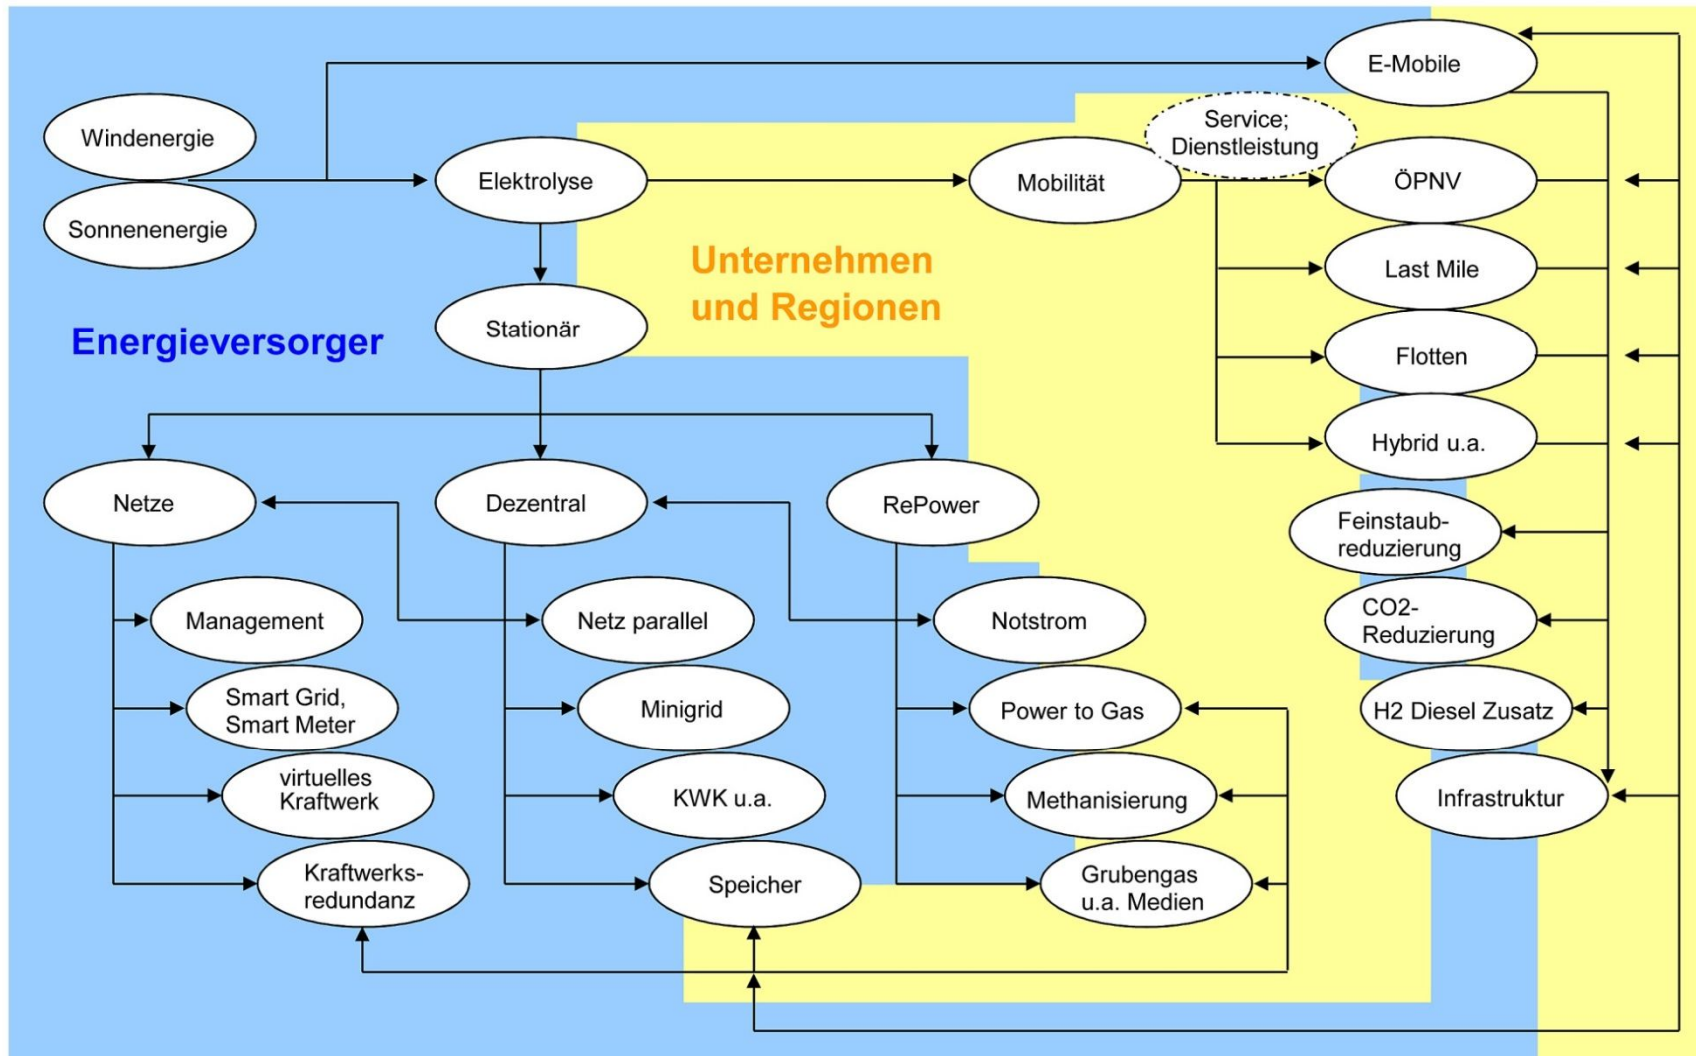 E-Mobile
Service;
Dienstleistung
Windenergie
Sonnenenergie
Elektrolyse
Mobilität
ÖPNV
Last Mile
Flotten
Hybrid u.a.
Unternehmen
und Regionen
Energieversorger
Stationär
Netze
Dezentral
RePower
Feinstaub-
reduzierung
CO2-
Reduzierung
H2 Diesel Zusatz
Infrastruktur
Management
Smart Grid,
Smart Meter
virtuelles
Kraftwerk
Kraftwerks-
redundanz
Netz parallel
Minigrid
KWK u.a.
Speicher
Notstrom
Power to Gas
Methanisierung
Grubengas
u.a. Medien